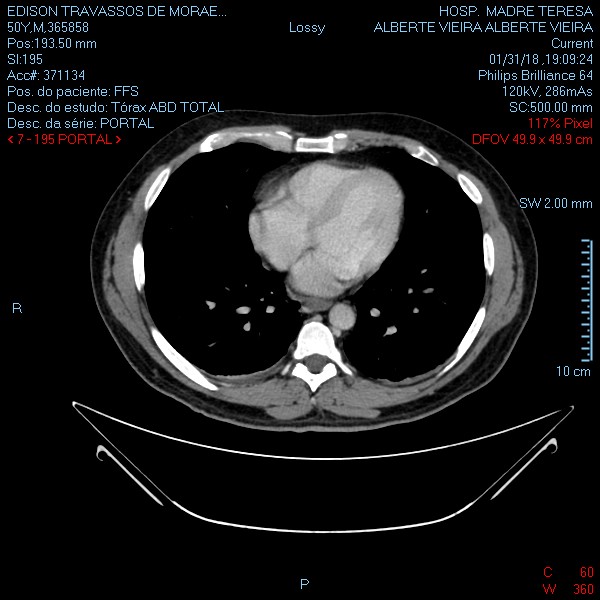 EDISON TRAVASSOS DE MORAE...
50Y,M,365858
Pos:193.50 mm
SI:195
Acc#: 371134
Pos. do paciente: FFS
Desc. do estudo: Tórax ABD TOTAL
Desc. da série: PORTAL
< 7 - 195 PORTAL >
Lossy
HOSP. MADRE TERESA
ALBERTE VIEIRA ALBERTE VIEIRA
Current
01/31/18 ,19:09:24
Philips Brilliance 64
120kV, 286mAs
SC:500.00 mm
117% Pixel
DFOV 49.9 x 49.9 cm
SW 2.00 mm
R
10 cm
P
C 60
W 360